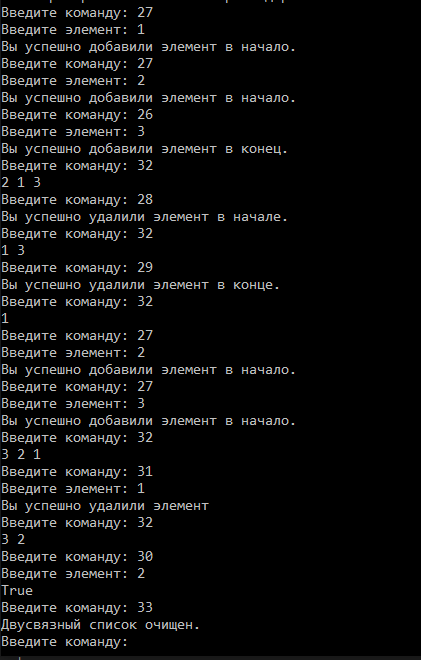 Введите команду: 27
Введите элемент: 1
Вы успешно добавили элемент в начало.
Введите команду: 27
Введите элемент: 2
Вы успешно добавили элемент в начало.
Введите команду: 26
Введите элемент: 3
Вы успешно добавили элемент в конец.
Введите команду: 32
2 1 3
Введите команду: 28
Вы успешно удалили элемент в начале.
Введите команду: 32
1 3
Введите команду: 29
Вы успешно удалили элемент в конце.
Введите команду: 32
1
Введите команду: 27
Введите элемент: 2
Вы успешно добавили элемент в начало.
Введите команду: 27
Введите элемент: 3
Вы успешно добавили элемент в начало.
Введите команду: 32
3 2 1
Введите команду: 31
Введите элемент: 1
Вы успешно удалили элемент
Введите команду: 32
3 2
Введите команду: 30
Введите элемент: 2
True
Введите команду: 33
Двусвязный список очищен.
Введите команду: